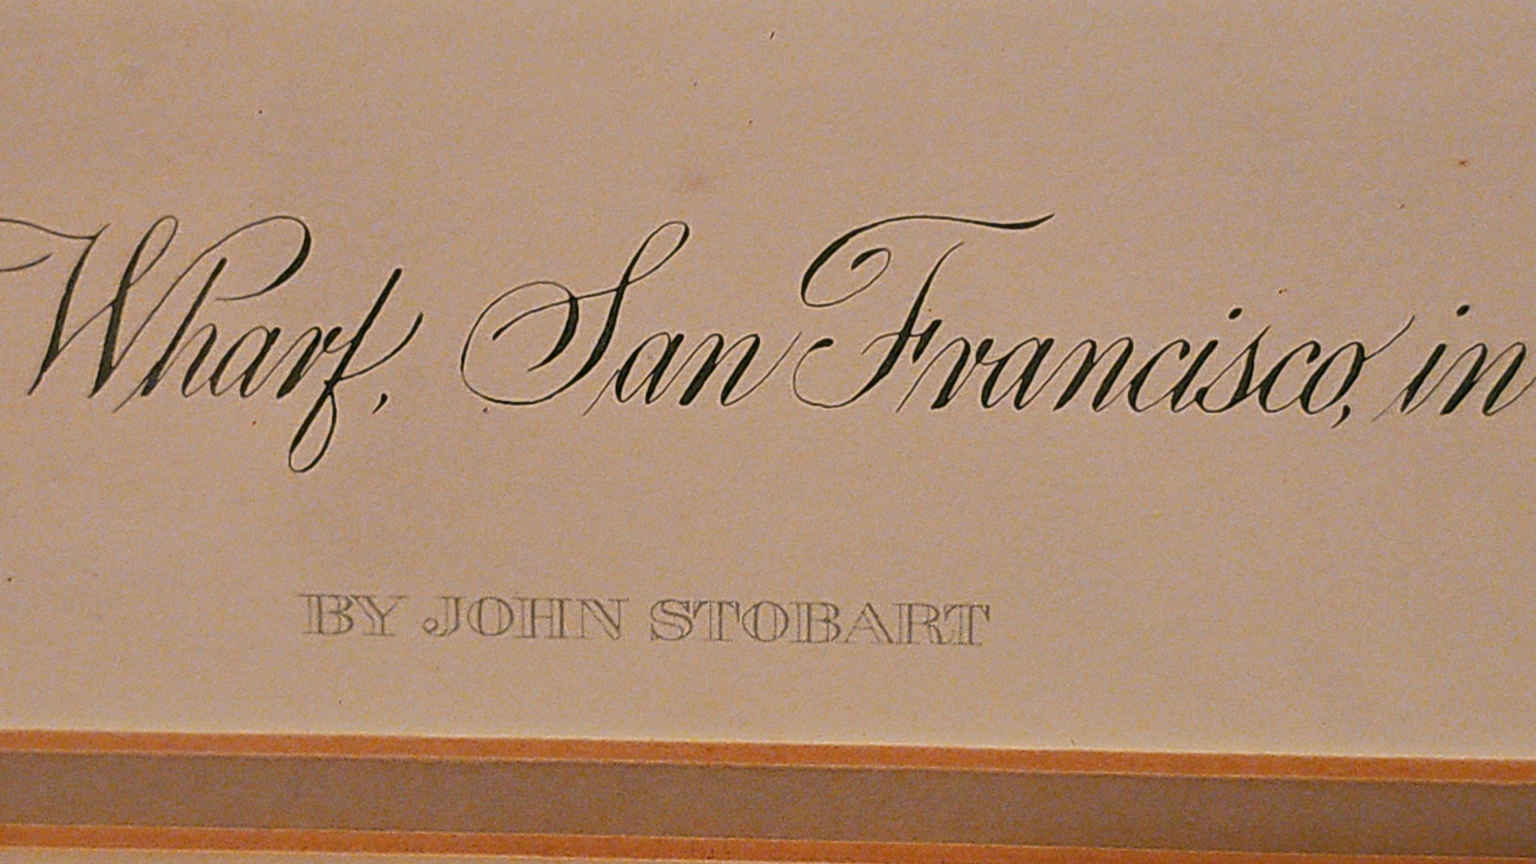 Wharf, San Francisco, in
BY JOHN STOBART